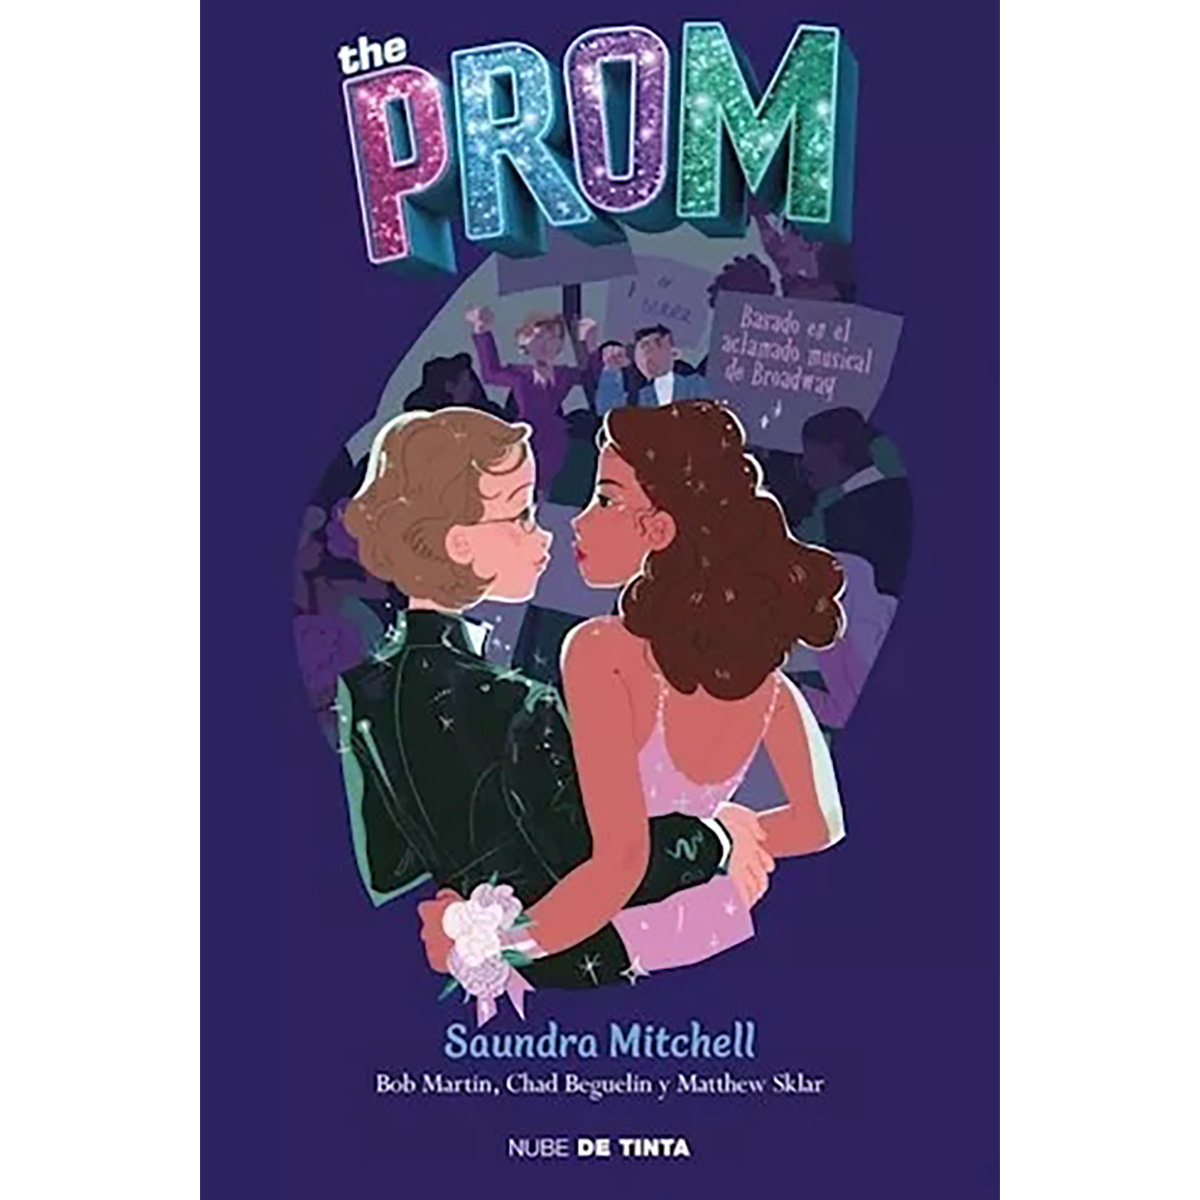 the
PROM
Basado en el
aclamado musical
de Broadway
Saundra Mitchell
Bob Martin, Chad Beguelin y Matthew Sklar
NUBE DE TINTA